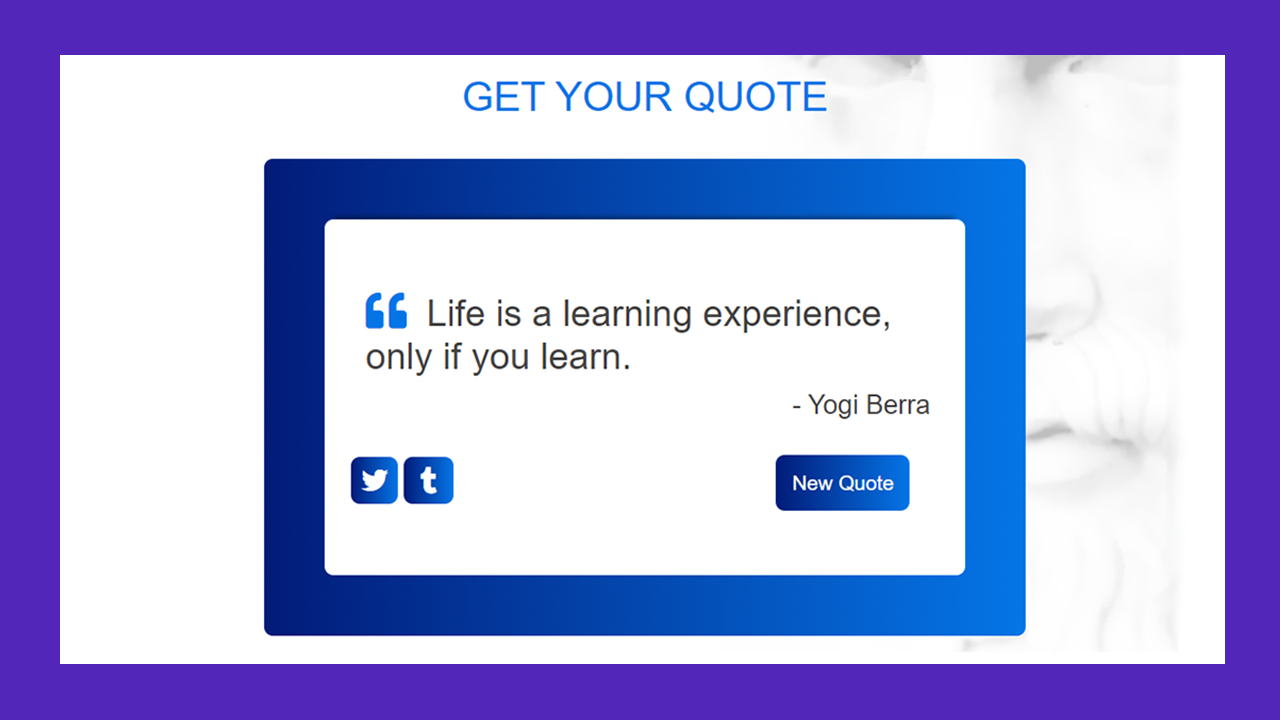 GET YOUR QUOTE
Life is a learning experience,
only if you learn.
- Yogi Berra
New Quote